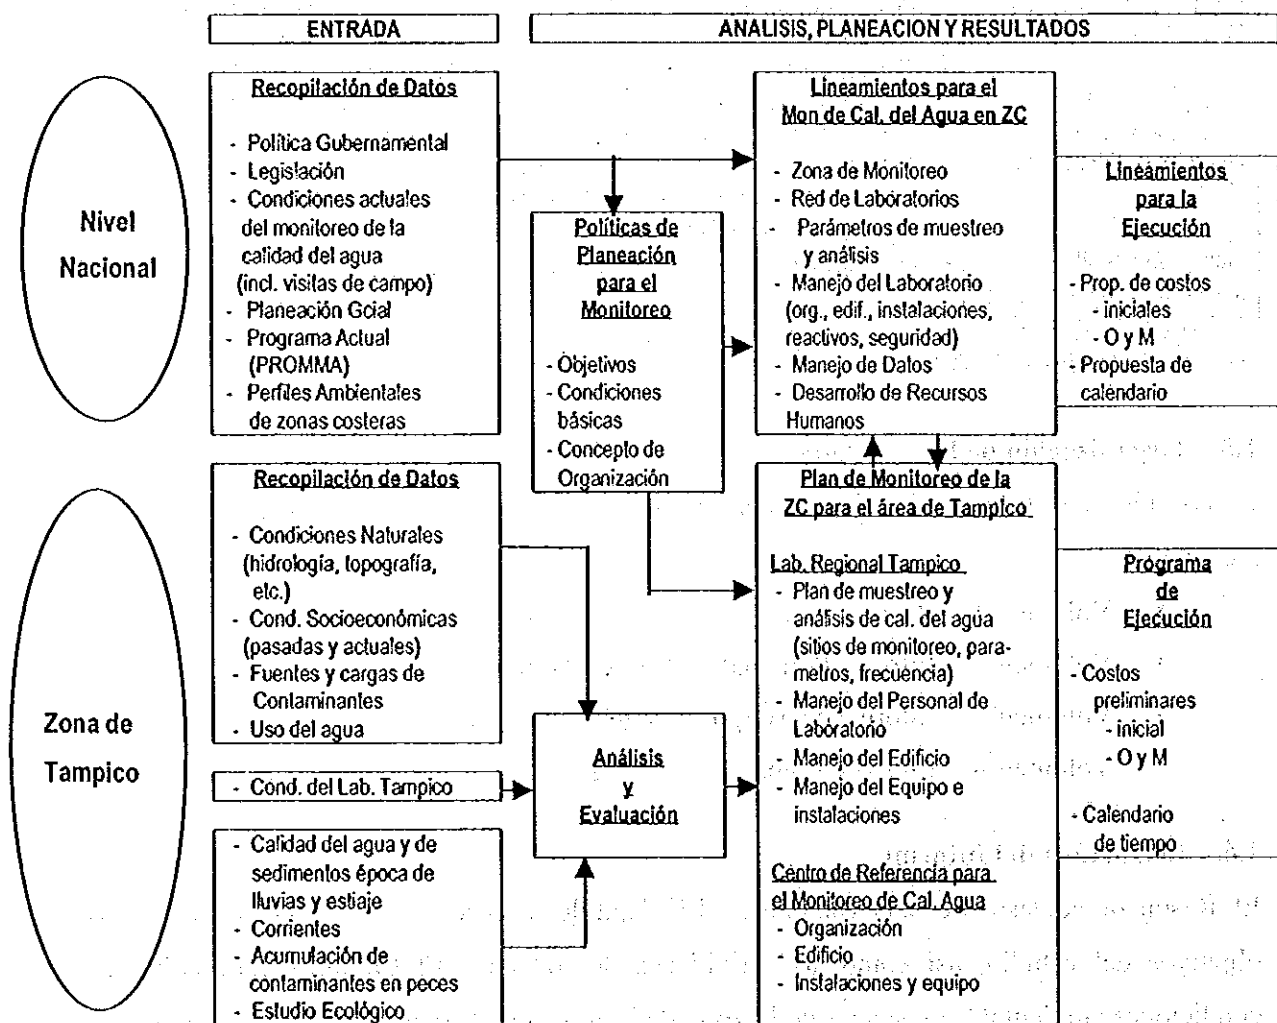 ENTRADA
ANALISIS, PLANEACION Y RESULTADOS
Nivel
Nacional
Recopilación de Datos
- Política Gubernamental
- Legislación
- Condiciones actuales
del monitoreo de la
calidad del agua
(incl. visitas de campo)
- Planeación Gcial
- Programa Actual
(PROMMA)
- Perfiles Ambientales
de zonas costeras
Políticas de
Planeación
para el
Monitoreo
- Objetivos
- Condiciones
básicas
- Concepto de
Organización
Lineamientos para el
Mon de Cal. del Agua en ZC
- Zona de Monitoreo
- Red de Laboratorios
- Parámetros de muestreo
y análisis
- Manejo del Laboratorio
(org., edif., instalaciones,
reactivos, seguridad)
- Manejo de Datos
- Desarrollo de Recursos
Humanos
Lineamientos
para la
Ejecución
- Prop. de costos
- iniciales
- O y M
- Propuesta de
calendario
Zona de
Tampico
Recopilación de Datos
- Condiciones Naturales
(hidrología, topografía,
etc.)
- Cond. Socioeconómicas
(pasadas y actuales)
- Fuentes y cargas de
Contaminantes
- Uso del agua
- Cond. del Lab. Tampico
- Calidad del agua y de
sedimentos época de
lluvias y estiaje
- Corrientes
- Acumulación de
contaminantes en peces
- Estudio Ecológico
Análisis
y
Evaluación
Plan de Monitoreo de la
ZC para el área de Tampico
Lab. Regional Tampico
- Plan de muestreo y
análisis de cal. del agua
(sitios de monitoreo, pará-
metros, frecuencia)
- Manejo del Personal de
Laboratorio
- Manejo del Edificio
- Manejo del Equipo e
instalaciones
Centro de Referencia para
el Monitoreo de Cal. Agua
- Organización
- Edificio
- Instalaciones y equipo
Programa
de
Ejecución
- Costos
preliminares
- inicial
- O y M
- Calendario
de tiempo